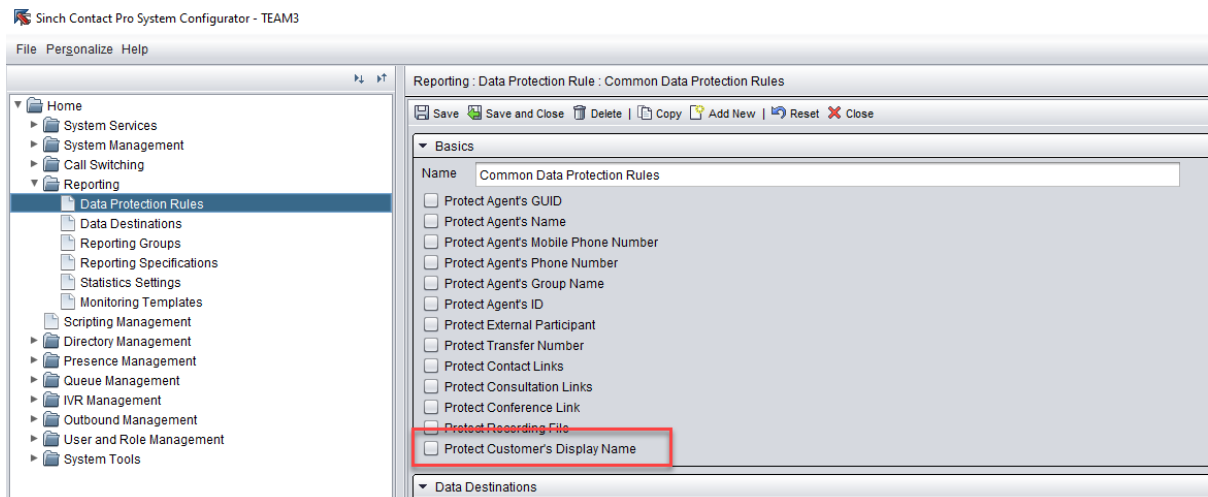 Sinch Contact Pro System Configurator - TEAM3
File Personalize Help
Home
System Services
System Management
Call Switching
Reporting
Data Protection Rules
Data Destinations
Reporting Groups
Reporting Specifications
Statistics Settings
Monitoring Templates
Scripting Management
Directory Management
Presence Management
Queue Management
IVR Management
Outbound Management
User and Role Management
System Tools
Reporting : Data Protection Rule : Common Data Protection Rules
Save Save and Close Delete | Copy Add New | Reset Close
Basics
Name Common Data Protection Rules
Protect Agent's GUID
Protect Agent's Name
Protect Agent's Mobile Phone Number
Protect Agent's Phone Number
Protect Agent's Group Name
Protect Agent's ID
Protect External Participant
Protect Transfer Number
Protect Contact Links
Protect Consultation Links
Protect Conference Link
Protect Recording File
Protect Customer's Display Name
Data Destinations